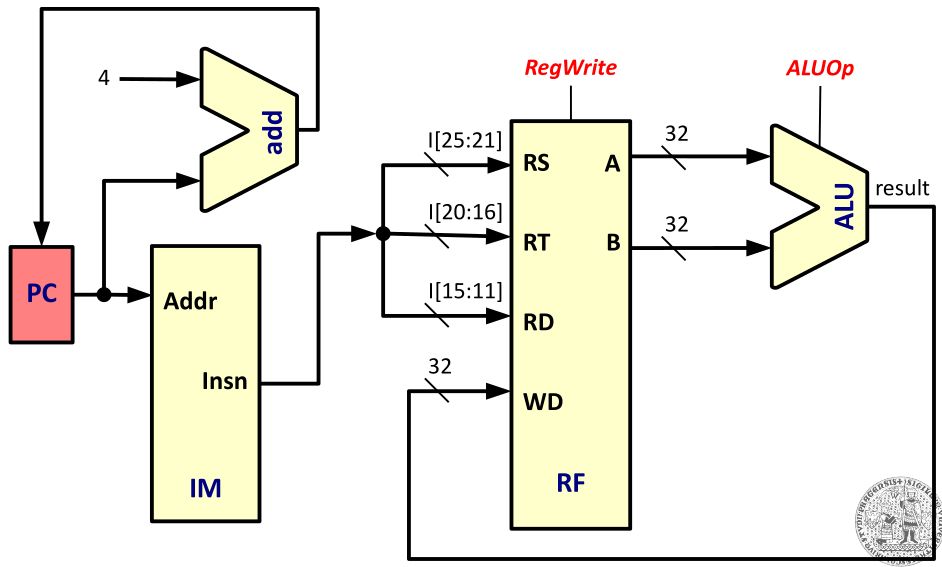 RegWrite
ALUOp
4
add
I[25:21]
32
RS
A
I[20:16]
ALU
result
RT
B
32
PC
Addr
I[15:11]
RD
Insn
32
WD
IM
RF